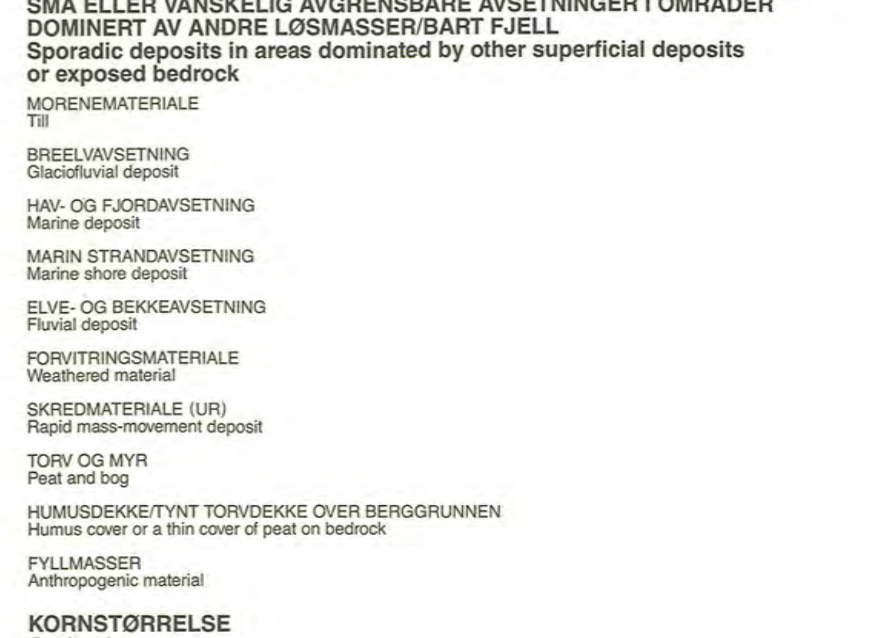 SMÅ ELLER VANSKELIG AVGRENSBARE AVSETNINGER I OMRÅDER
DOMINERT AV ANDRE LØSMASSER/BART FJELL
Sporadic deposits in areas dominated by other superficial deposits
or exposed bedrock
MORENEMATERIALE
Till
BREELVAVSETNING
Glaciofluvial deposit
HAV- OG FJORDAVSETNING
Marine deposit
MARIN STRANDAVSETNING
Marine shore deposit
ELVE- OG BEKKEAVSETNING
Fluvial deposit
FORVITRINGSMATERIALE
Weathered material
SKREDMATERIALE (UR)
Rapid mass-movement deposit
TORV OG MYR
Peat and bog
HUMUSDEKKE/TYNT TORVDEKKE OVER BERGGRUNNEN
Humus cover or a thin cover of peat on bedrock
FYLLMASSER
Anthropogenic material
KORNSTØRRELSE